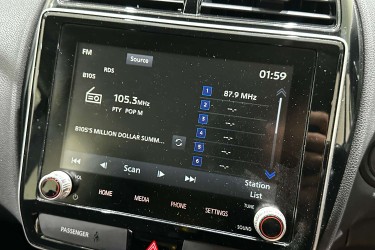 FM
Source
01:59
B105 RDS
105.3MHz
PTY POP M
B105'S MILLION DOLLAR SUMM...
1 87.9 MHz
2 --.-
3 --.-
4 --.-
5 --.-
6 --.-
Scan
Station
List
HOME MEDIA PHONE SETTINGS
TUNE
SOUND
PASSENGER